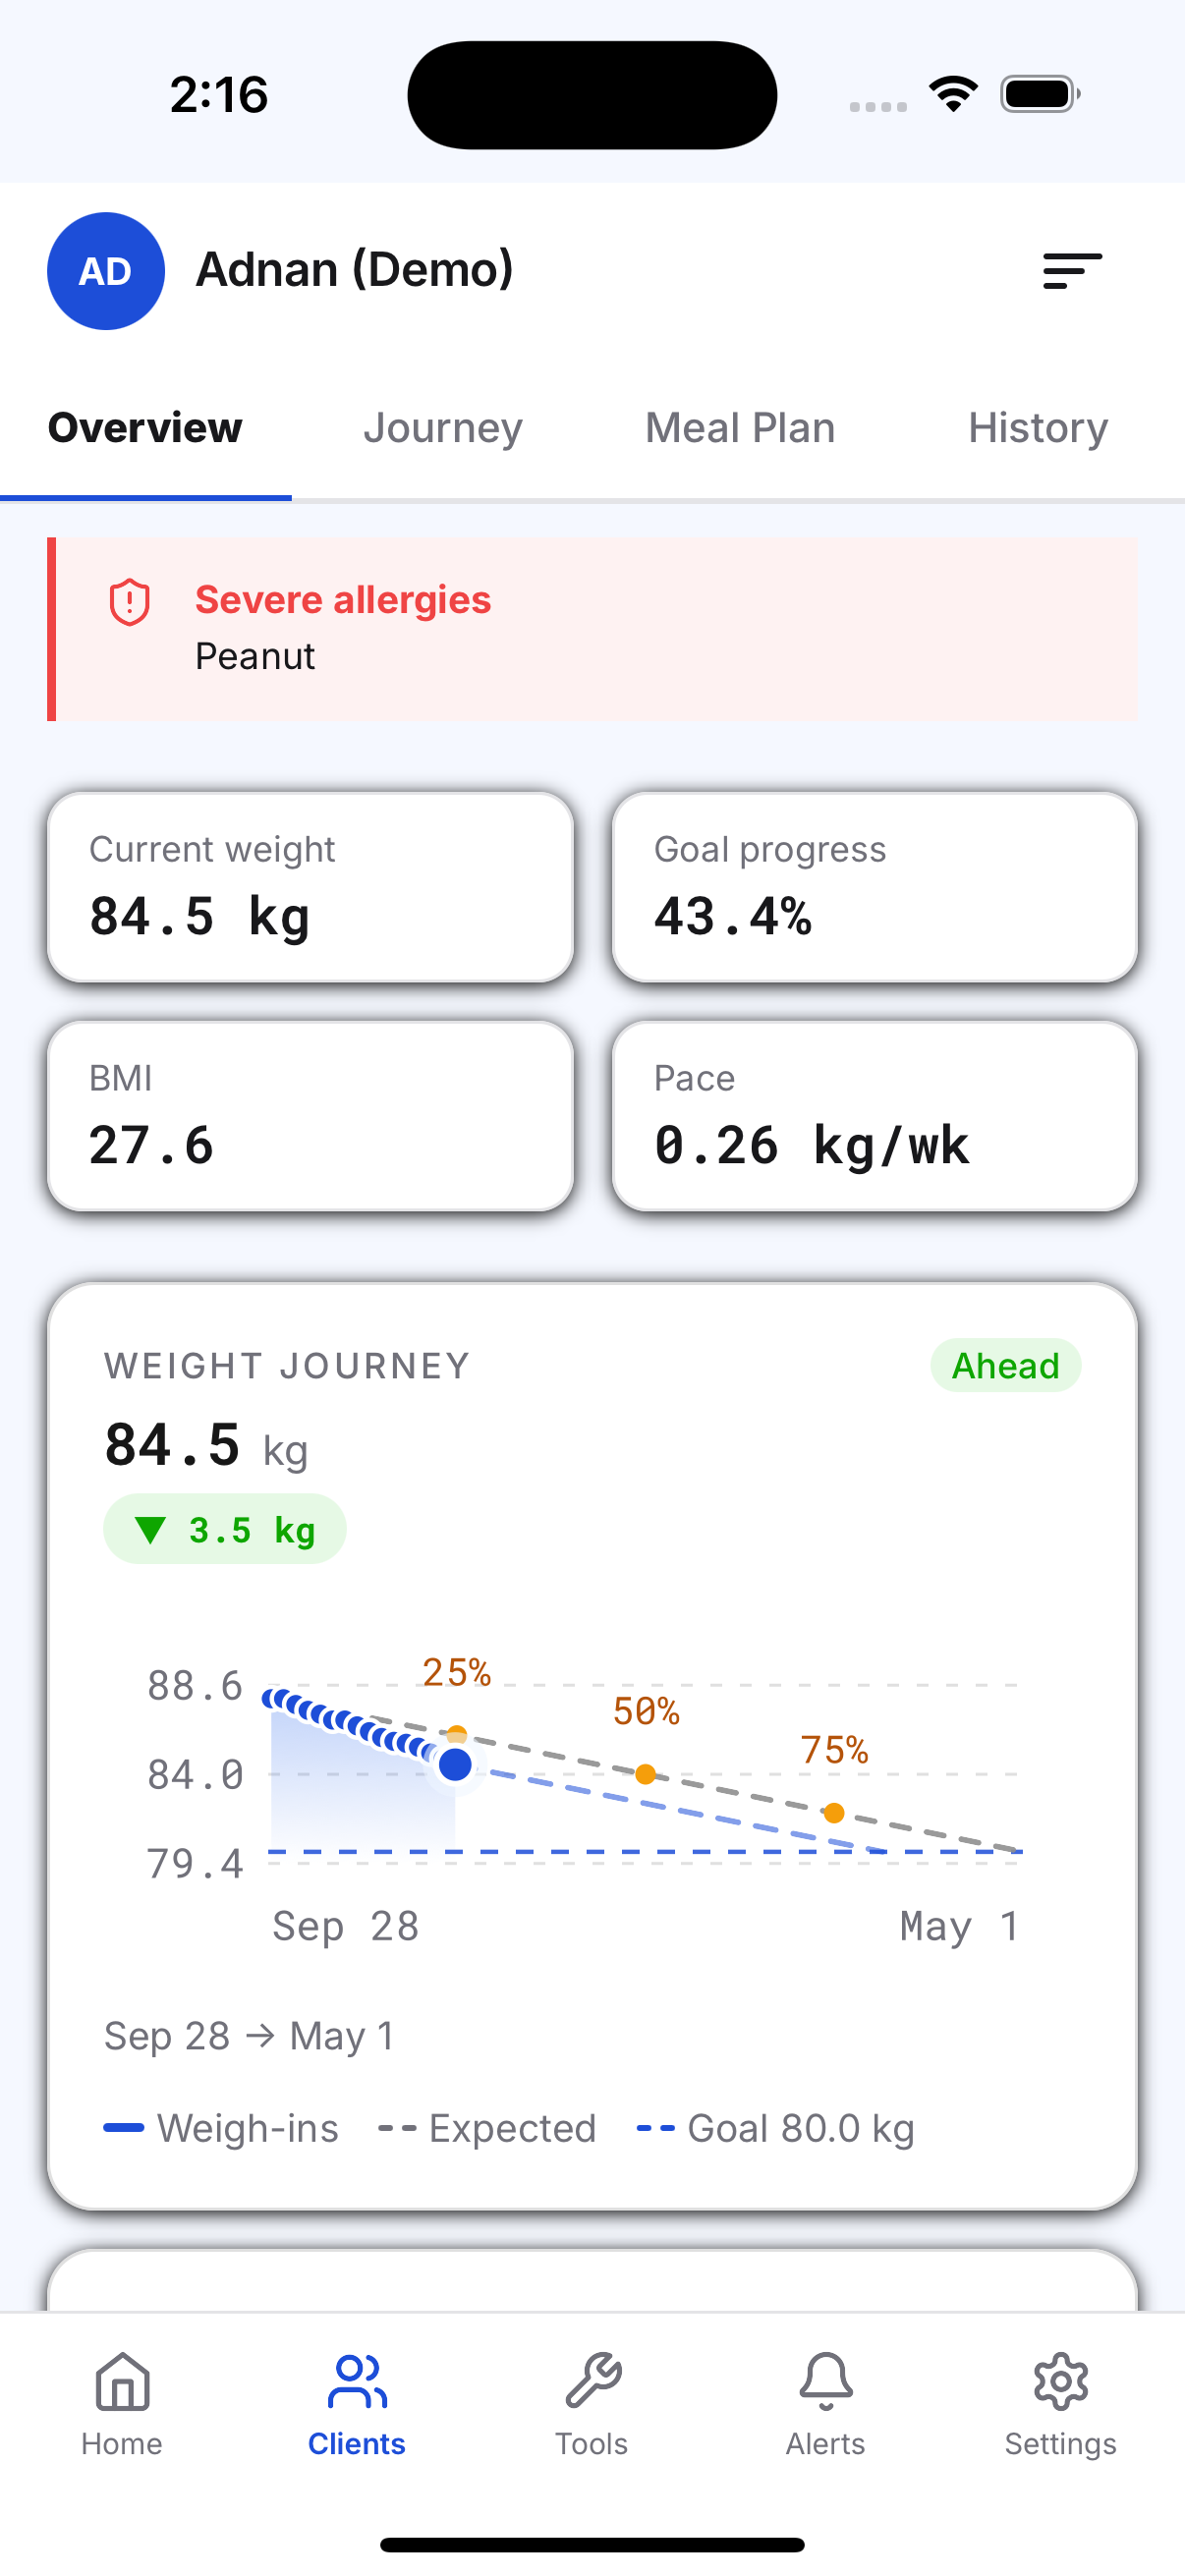 2:16
AD
Adnan (Demo)
Overview Journey Meal Plan History
Severe allergies
Peanut
Current weight
84.5 kg
Goal progress
43.4%
BMI
27.6
Pace
0.26 kg/wk
WEIGHT JOURNEY
Ahead
84.5 kg
▼ 3.5 kg
25%
50%
75%
88.6
84.0
79.4
Sep 28 May 1
Sep 28 → May 1
Weigh-ins Expected Goal 80.0 kg
Home Clients Tools Alerts Settings